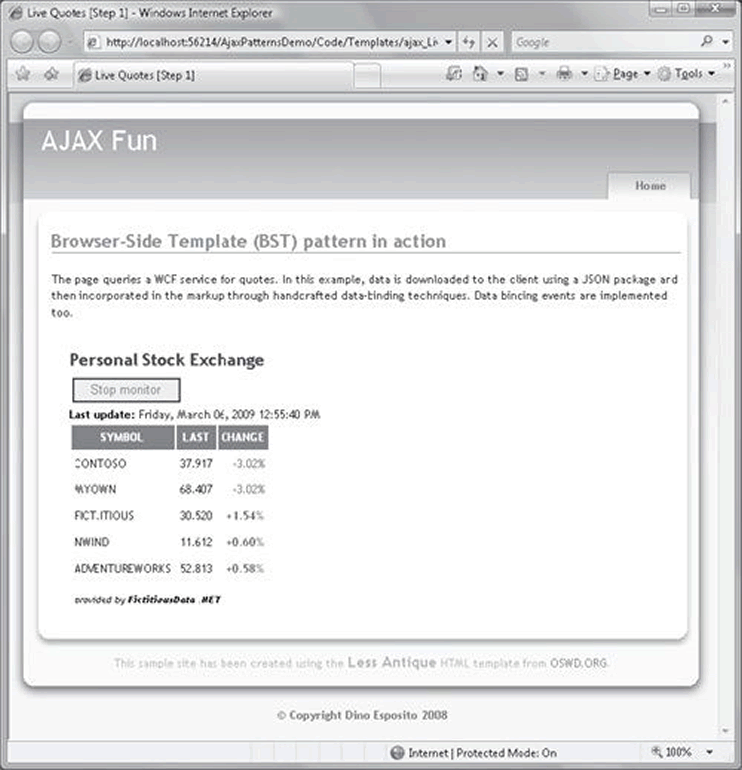 Live Quotes [Step 1] - Windows Internet Explorer
http://localhost:56214/AjaxPatternsDemo/Code/Templates/ajax_Li
Google
Live Quotes [Step 1]
Page
Tools
AJAX Fun
Home
Browser-Side Template (BST) pattern in action
The page queries a WCF service for quotes. In this example, data is downloaded to the client using a JSON package and
then incorporated in the markup through handcrafted data-binding techniques. Data bincing events are implemented
too.
Personal Stock Exchange
Stop monitor
Last update: Friday, March 06, 2009 12:55:40 PM
SYMBOL LAST CHANGE
CONTOSO 37.917 -3.02%
MYOWN 68.407 -3.02%
FICT.ITIOUS 30.520 +1.54%
NWIND 11.612 +0.60%
ADVENTUREWORKS 52.813 +0.58%
provided by FictitiousData .NET
This sample site has been created using the Less Antique HTML template from OSWD.ORG.
© Copyright Dino Esposito 2008
Internet | Protected Mode: On
100%